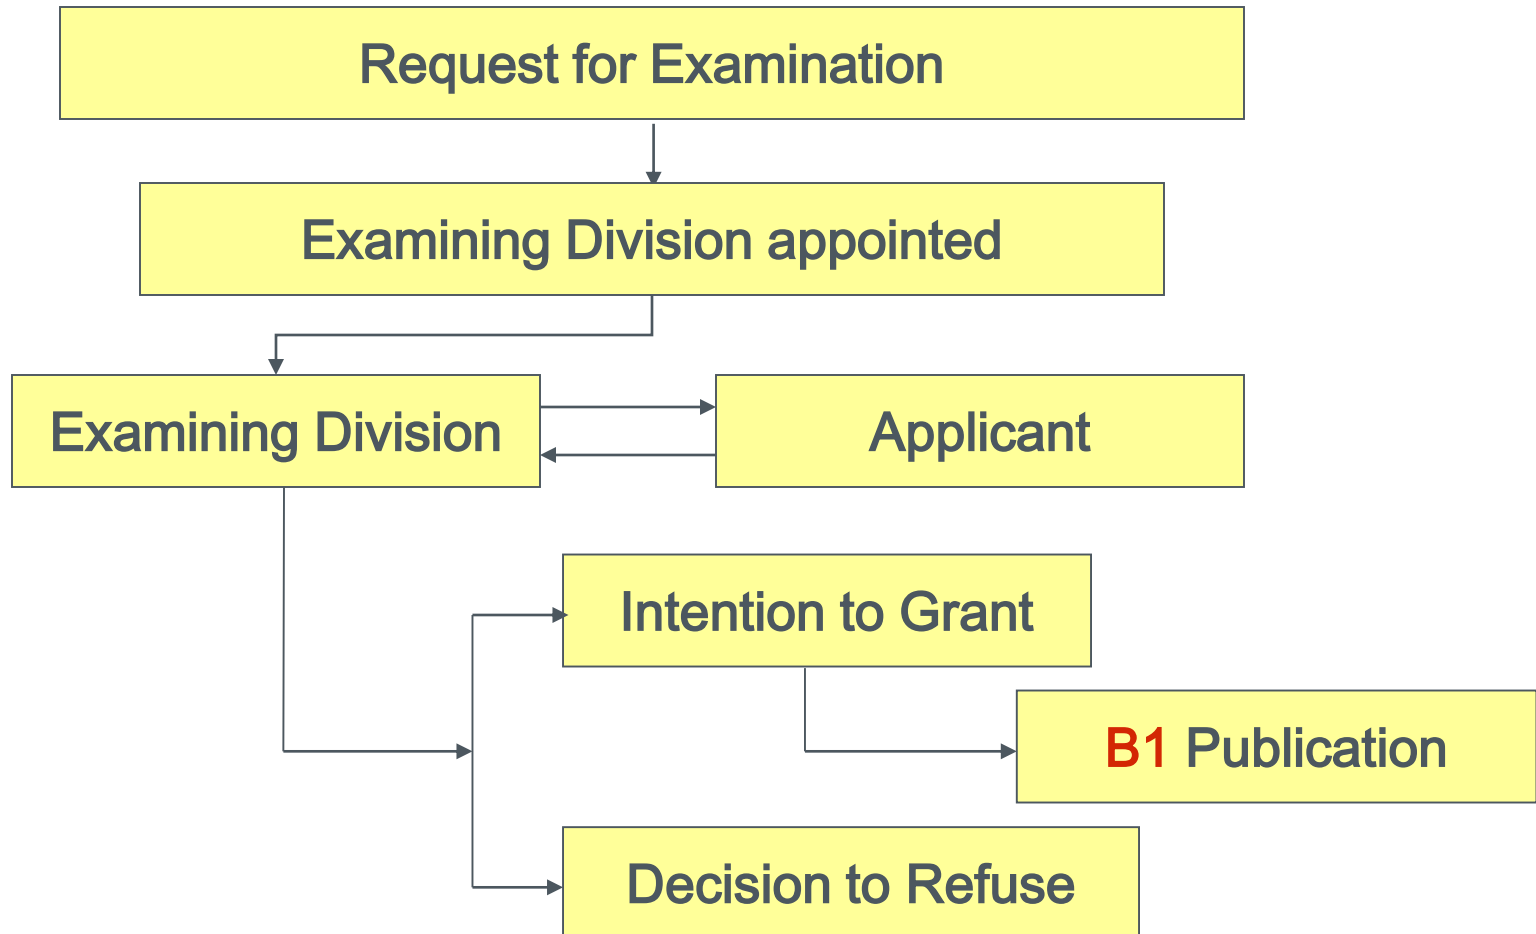 Request for Examination
Examining Division appointed
Examining Division
Applicant
Intention to Grant
B1 Publication
Decision to Refuse